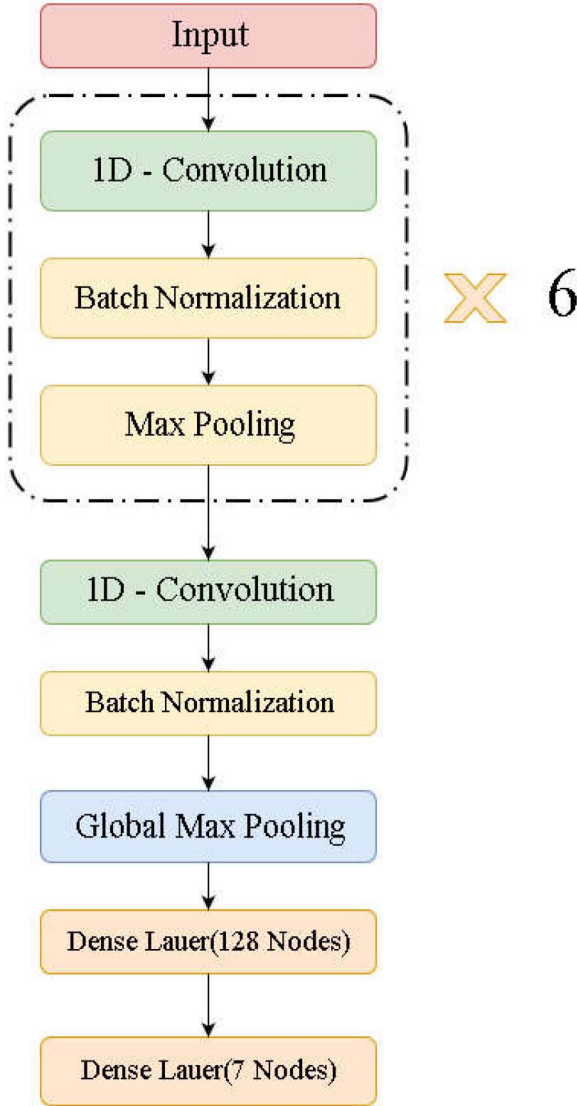 Input
1D - Convolution
Batch Normalization
Max Pooling
X 6
1D - Convolution
Batch Normalization
Global Max Pooling
Dense Lauer(128 Nodes)
Dense Lauer(7 Nodes)